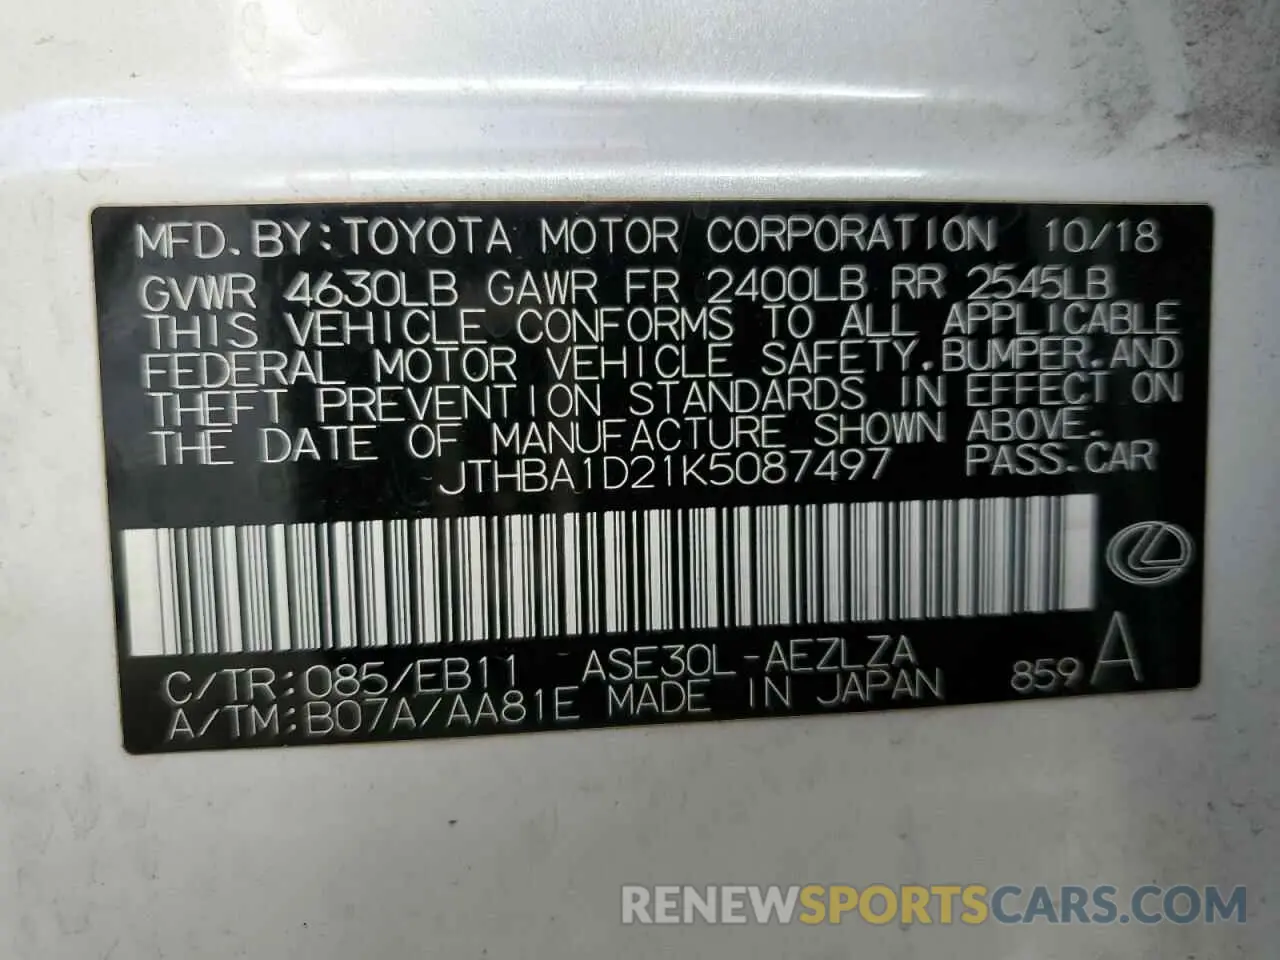 MFD. BY: TOYOTA MOTOR CORPORATION 10/18
GVWR 4630LB GAWR FR 2400LB RR 2545LB
THIS VEHICLE CONFORMS TO ALL APPLICABLE
FEDERAL MOTOR VEHICLE SAFETY. BUMPER. AND
THEFT PREVENTION STANDARDS IN EFFECT ON
THE DATE OF MANUFACTURE SHOWN ABOVE.
JTHBA1D21K5087497 PASS. CAR
C/TR: 085/EB11 ASE30L-AEZLZA
A/TM: B07A/AA81E MADE IN JAPAN 859 A
RENEWSPORTSCARS.COM